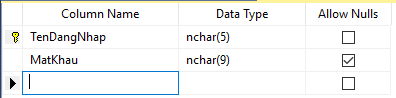 Column Name Data Type Allow Nulls
TenDangNhap nchar(5)
MatKhau nchar(9)